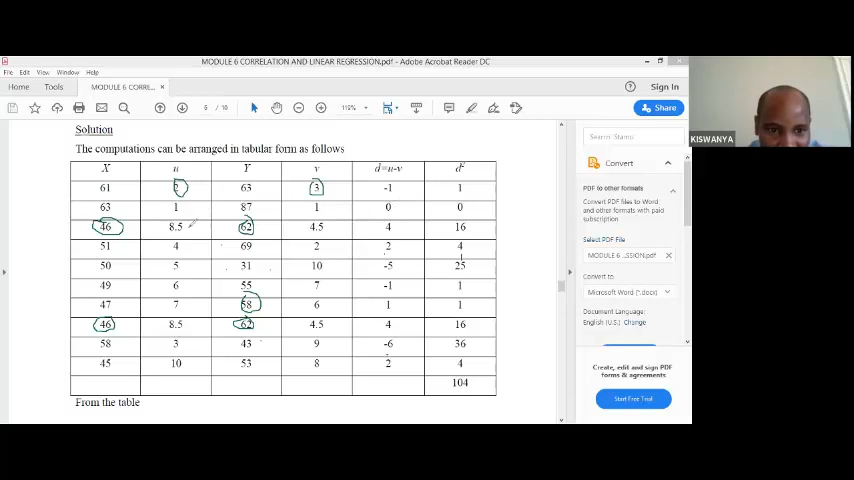 MODULE 6 CORRELATION AND LINEAR REGRESSION.pdf - Adobe Acrobat Reader DC
File Edit View Window Help
Home Tools MODULE 6 CORRE... × Sign In
6 / 10 119% Share
KISWANYA
Solution
The computations can be arranged in tabular form as follows
X u Y v d=u-v d²
61 2 63 3 -1 1
63 1 87 1 0 0
46 8.5 62 4.5 4 16
51 4 69 2 2 4
50 5 31 10 -5 25
49 6 55 7 -1 1
47 7 58 6 1 1
46 8.5 62 4.5 4 16
58 3 43 9 -6 36
45 10 53 8 2 4
104
From the table
Convert
PDF to other formats
Convert PDF files to Word
and other formats with paid
subscription
Select PDF File
MODULE 6 ...SSION.pdf ×
Convert to
Microsoft Word (*.docx)
Document Language:
English (U.S.) Change
Create, edit and sign PDF
forms & agreements
Start Free Trial